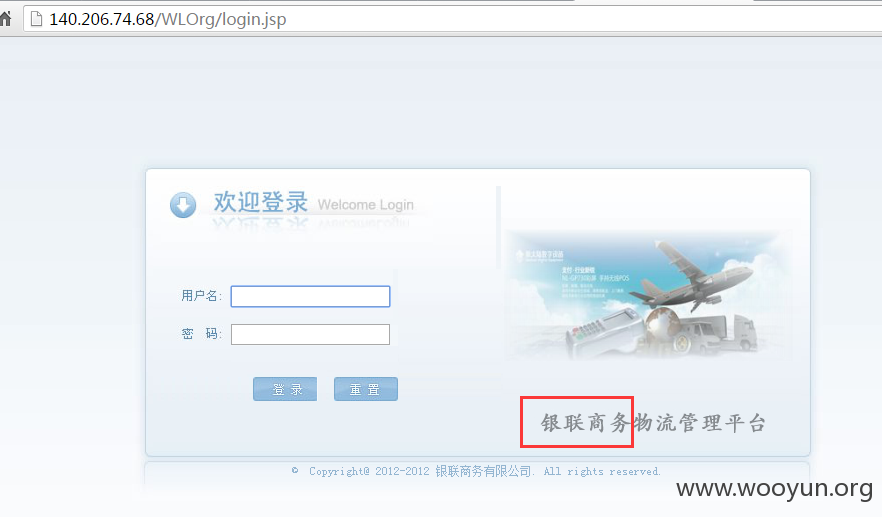 140.206.74.68/WLOrg/login.jsp
欢迎登录 Welcome Login
用户名:
密 码:
登 录 重 置
银联商务物流管理平台
© Copyright@ 2012-2012 银联商务有限公司. All rights reserved.
www.wooyun.org